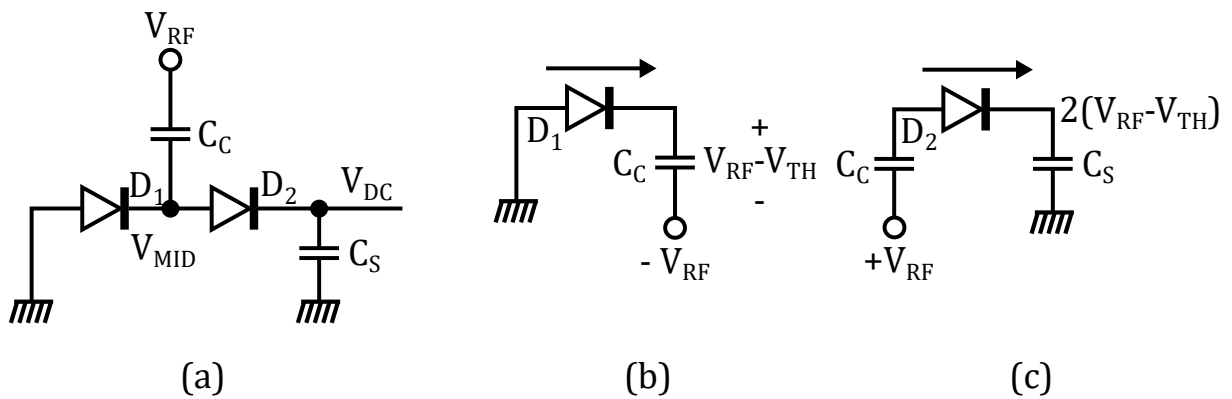 V_RF
C_C
D_1
D_2
V_DC
V_MID
C_S
(a)
D_1
C_C
+
V_RF-V_TH
-
- V_RF
(b)
D_2
2(V_RF-V_TH)
C_C
C_S
+V_RF
(c)